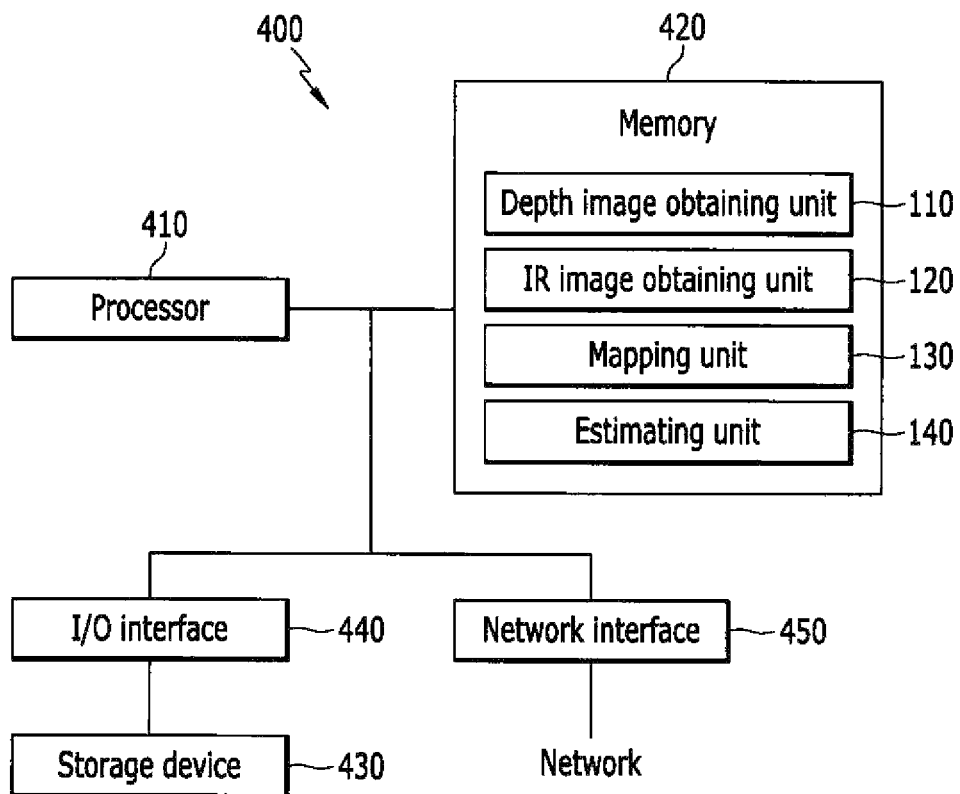 400
420
Memory
Depth image obtaining unit
110
410
IR image obtaining unit
120
Processor
Mapping unit
130
Estimating unit
140
I/O interface
440
Network interface
450
Storage device
430
Network